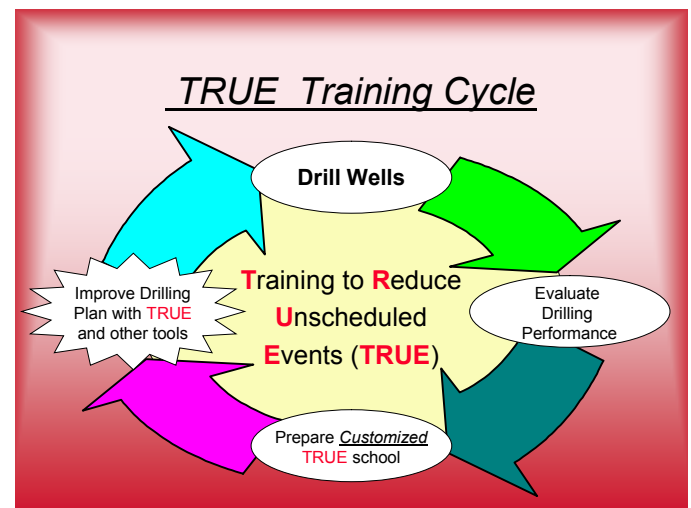 TRUE Training Cycle
Drill Wells
Training to Reduce
Unscheduled
Events (TRUE)
Evaluate
Drilling
Performance
Improve Drilling
Plan with TRUE
and other tools
Prepare Customized
TRUE school